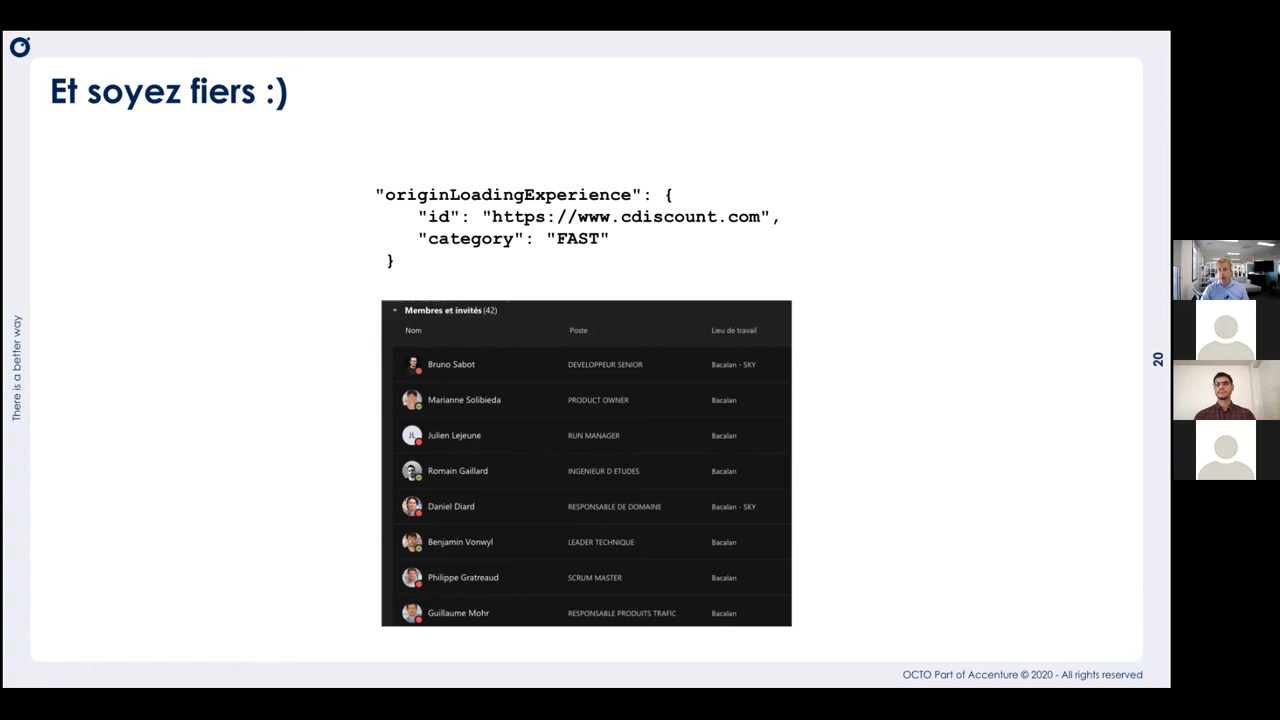 Et soyez fiers :)
"originLoadingExperience": {
"id": "https://www.cdiscount.com",
"category": "FAST"
}
Membres et invités (42)
Nom Poste Lieu de travail
Bruno Sabot DEVELOPPEUR SENIOR Bacalan - SKY
Marianne Solibieda PRODUCT OWNER Bacalan
JL Julien Lejeune RUN MANAGER Bacalan
Romain Gaillard INGENIEUR D ETUDES Bacalan
Daniel Diard RESPONSABLE DE DOMAINE Bacalan - SKY
Benjamin Vonwyl LEADER TECHNIQUE Bacalan
Philippe Gratreaud SCRUM MASTER Bacalan
Guillaume Mohr RESPONSABLE PRODUITS TRAFIC Bacalan
There is a better way
20
OCTO Part of Accenture © 2020 - All rights reserved